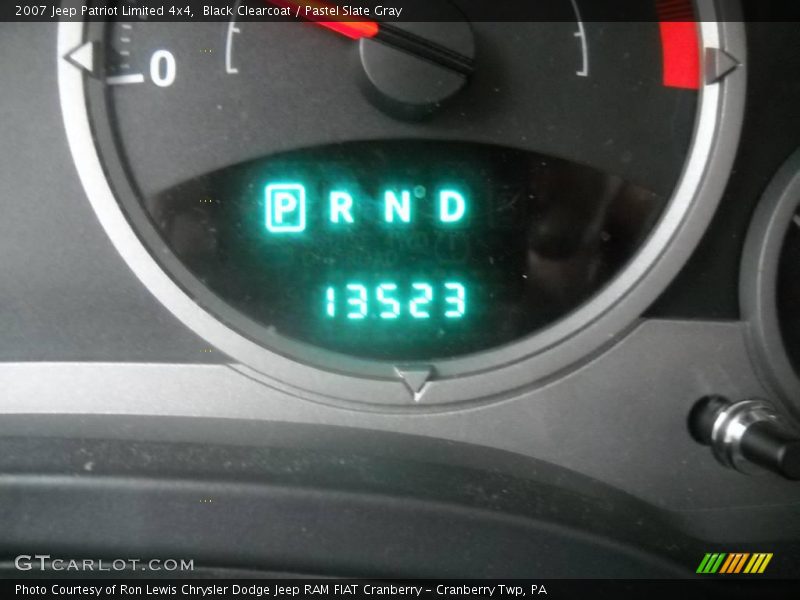 2007 Jeep Patriot Limited 4x4,  Black Clearcoat / Pastel Slate Gray
0
P R N D
13523
GTCARLOT.COM
Photo Courtesy of Ron Lewis Chrysler Dodge Jeep RAM FIAT Cranberry – Cranberry Twp, PA